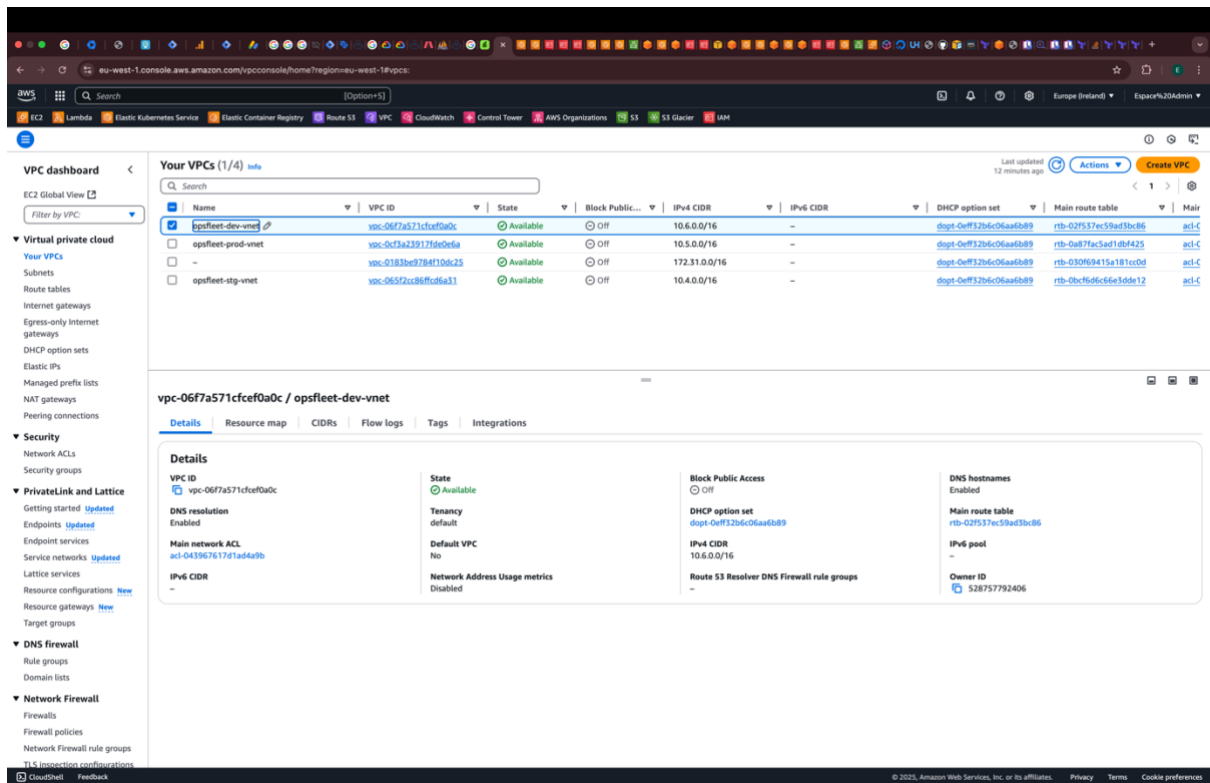 eu-west-1.console.aws.amazon.com/vpcconsole/home?region=eu-west-1#vpcs:
aws Search [Option+S] Europe (Ireland) Espace%20Admin
EC2 Lambda Elastic Kubernetes Service Elastic Container Registry Route 53 VPC CloudWatch Control Tower AWS Organizations S3 S3 Glacier IAM
VPC dashboard
EC2 Global View
Filter by VPC:
Virtual private cloud
Your VPCs
Subnets
Route tables
Internet gateways
Egress-only Internet
gateways
DHCP option sets
Elastic IPs
Managed prefix lists
NAT gateways
Peering connections
Security
Network ACLs
Security groups
PrivateLink and Lattice
Getting started Updated
Endpoints Updated
Endpoint services
Service networks Updated
Lattice services
Resource configurations New
Resource gateways New
Target groups
DNS firewall
Rule groups
Domain lists
Network Firewall
Firewalls
Firewall policies
Network Firewall rule groups
TLS inspection configurations
Your VPCs (1/4) Info
Last updated
12 minutes ago
Actions
Create VPC
Search
1
Name VPC ID State Block Public... IPv4 CIDR IPv6 CIDR DHCP option set Main route table Mair
opsfleet-dev-vnet vpc-06f7a571cfcef0a0c Available Off 10.6.0.0/16 – dopt-0eff32b6c06aa6b89 rtb-02f537ec59ad3bc86 acl-0
opsfleet-prod-vnet vpc-0cf3a23917fde0e6a Available Off 10.5.0.0/16 – dopt-0eff32b6c06aa6b89 rtb-0a87fac5ad1dbf425 acl-0
– vpc-0183be9784f10dc25 Available Off 172.31.0.0/16 – dopt-0eff32b6c06aa6b89 rtb-030f69415a181cc0d acl-0
opsfleet-stg-vnet vpc-065f2cc86ffcd6a31 Available Off 10.4.0.0/16 – dopt-0eff32b6c06aa6b89 rtb-0bcf6d6c66e3dde12 acl-0
vpc-06f7a571cfcef0a0c / opsfleet-dev-vnet
Details Resource map CIDRs Flow logs Tags Integrations
Details
VPC ID
vpc-06f7a571cfcef0a0c
State
Available
Block Public Access
Off
DNS hostnames
Enabled
DNS resolution
Enabled
Tenancy
default
DHCP option set
dopt-0eff32b6c06aa6b89
Main route table
rtb-02f537ec59ad3bc86
Main network ACL
acl-043967617d1ad4a9b
Default VPC
No
IPv4 CIDR
10.6.0.0/16
IPv6 pool
–
IPv6 CIDR
–
Network Address Usage metrics
Disabled
Route 53 Resolver DNS Firewall rule groups
–
Owner ID
528757792406
CloudShell Feedback © 2025, Amazon Web Services, Inc. or its affiliates. Privacy Terms Cookie preferences